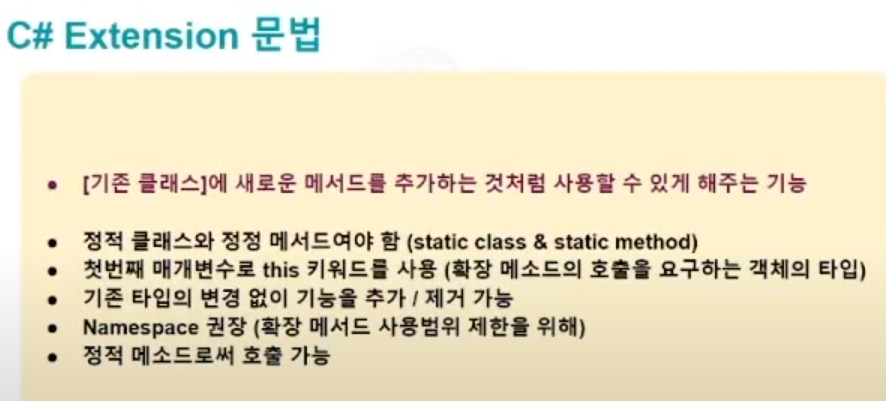 C# Extension 문법
• [기존 클래스]에 새로운 메서드를 추가하는 것처럼 사용할 수 있게 해주는 기능
• 정적 클래스와 정정 메서드여야 함 (static class & static method)
• 첫번째 매개변수로 this 키워드를 사용 (확장 메소드의 호출을 요구하는 객체의 타입)
• 기존 타입의 변경 없이 기능을 추가 / 제거 가능
• Namespace 권장 (확장 메서드 사용범위 제한을 위해)
• 정적 메소드로써 호출 가능